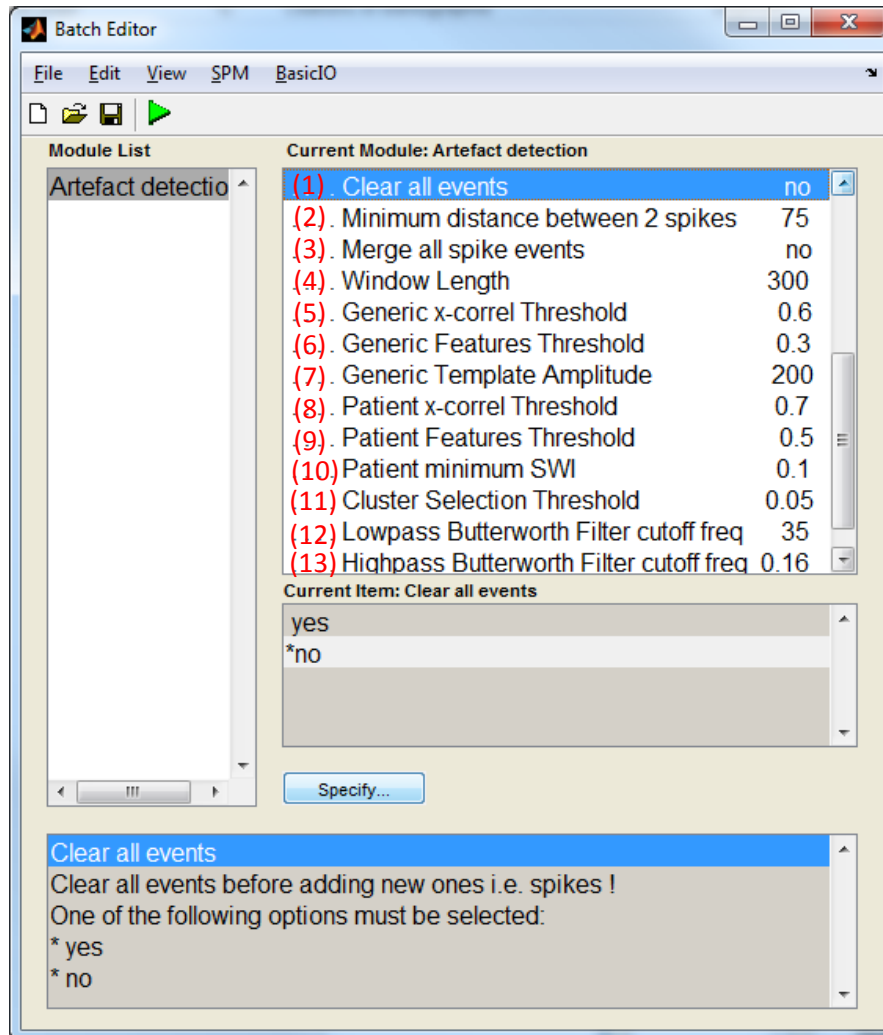 Batch Editor
File Edit View SPM BasicIO
Module List
Artefact detectio
Current Module: Artefact detection
(1) . Clear all events no
(2) . Minimum distance between 2 spikes 75
(3) . Merge all spike events no
(4) . Window Length 300
(5) . Generic x-correl Threshold 0.6
(6) . Generic Features Threshold 0.3
(7) . Generic Template Amplitude 200
(8) . Patient x-correl Threshold 0.7
(9) . Patient Features Threshold 0.5
(10) Patient minimum SWI 0.1
(11) Cluster Selection Threshold 0.05
(12) Lowpass Butterworth Filter cutoff freq 35
(13) Highpass Butterworth Filter cutoff freq 0.16
Current Item: Clear all events
yes
*no
Specify...
Clear all events
Clear all events before adding new ones i.e. spikes !
One of the following options must be selected:
* yes
* no